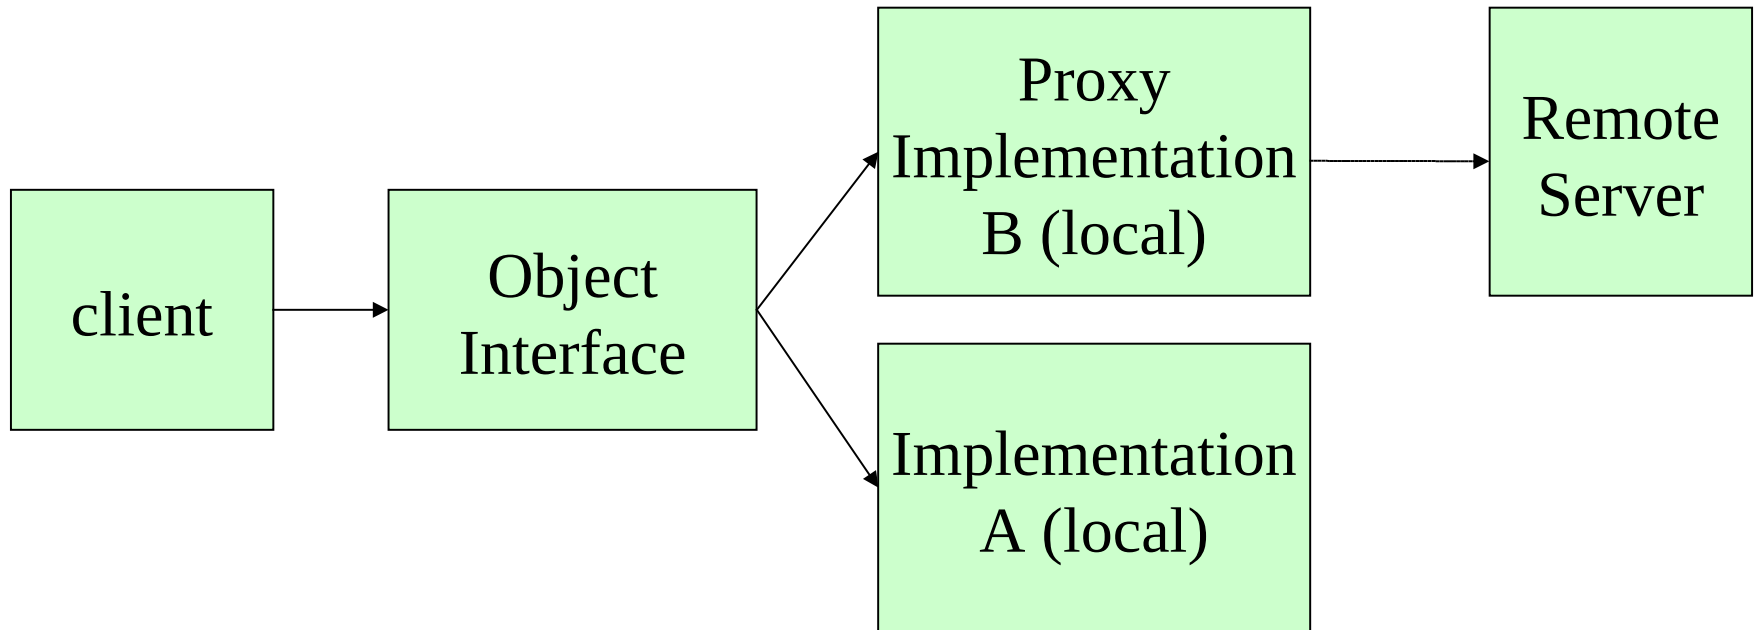 client
Object
Interface
Proxy
Implementation
B (local)
Remote
Server
Implementation
A (local)